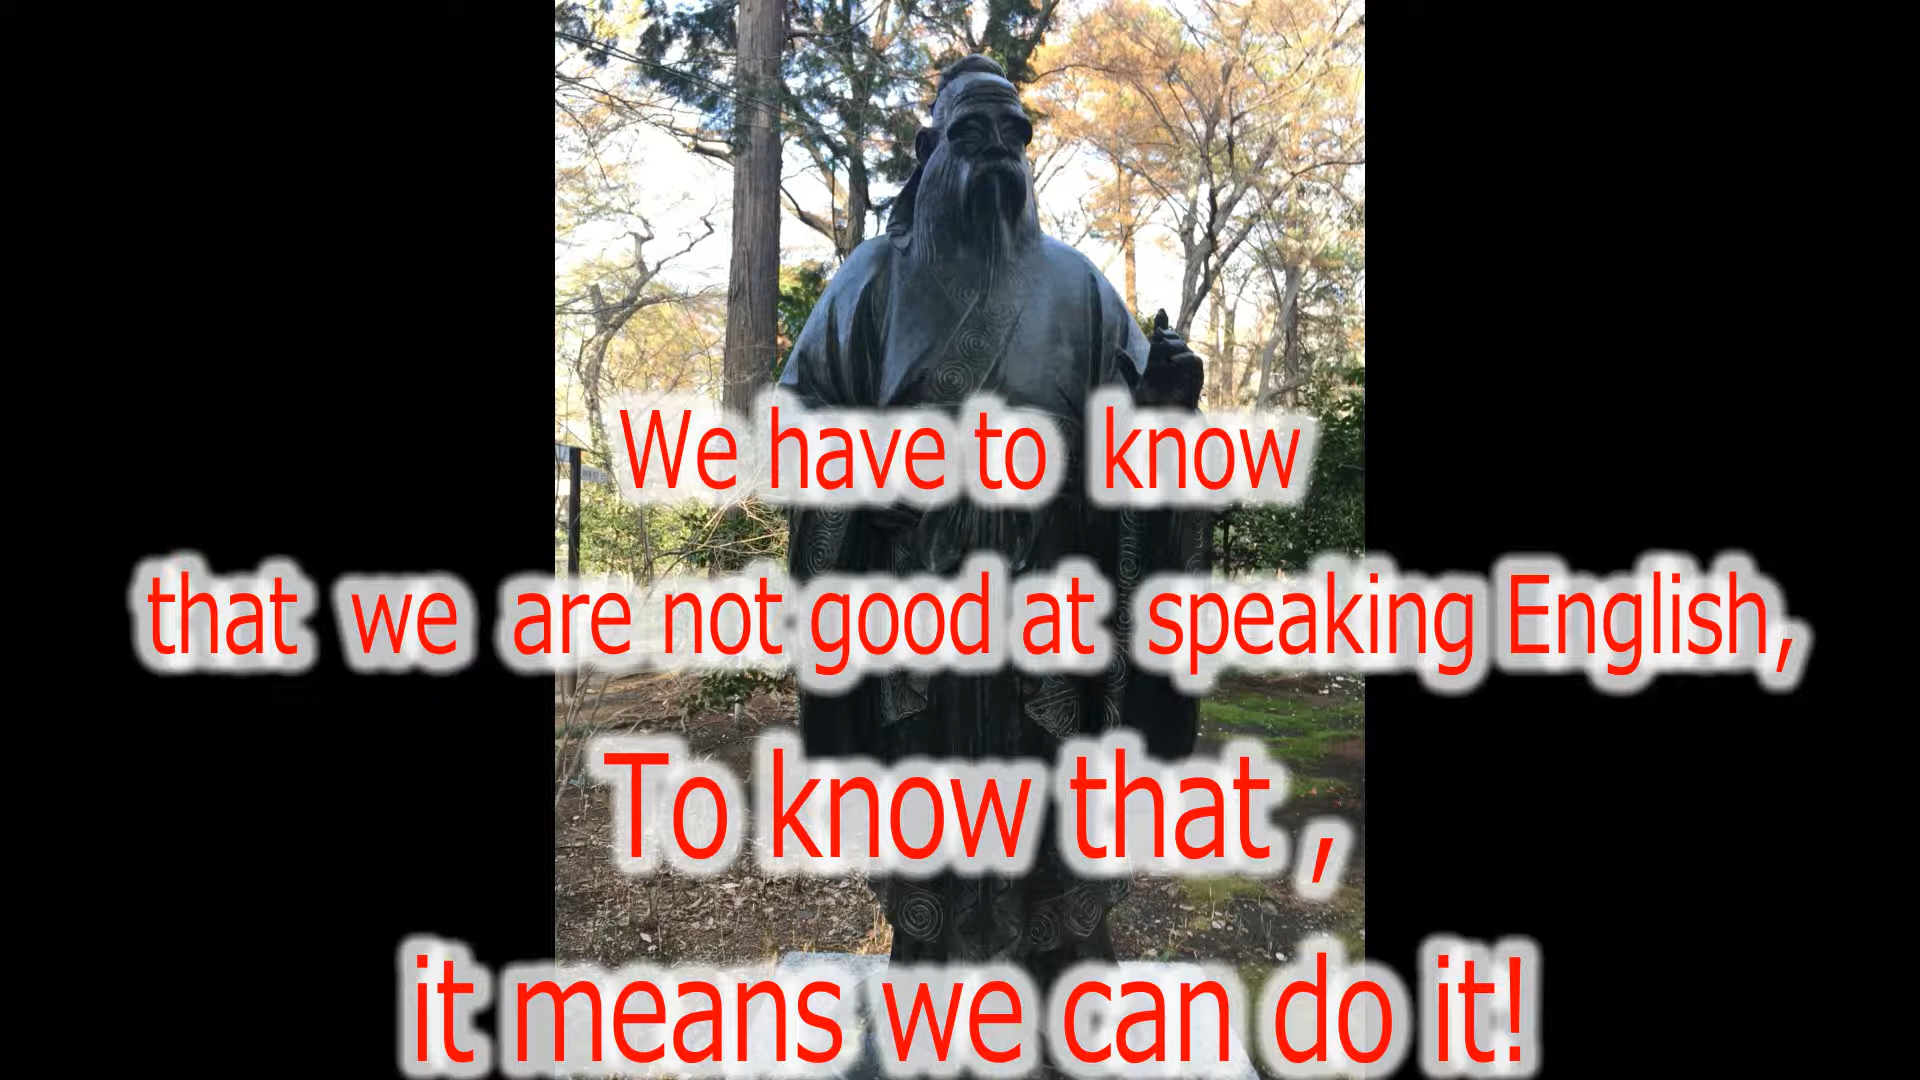 We have to know
that we are not good at speaking English,
To know that ,
it means we can do it!